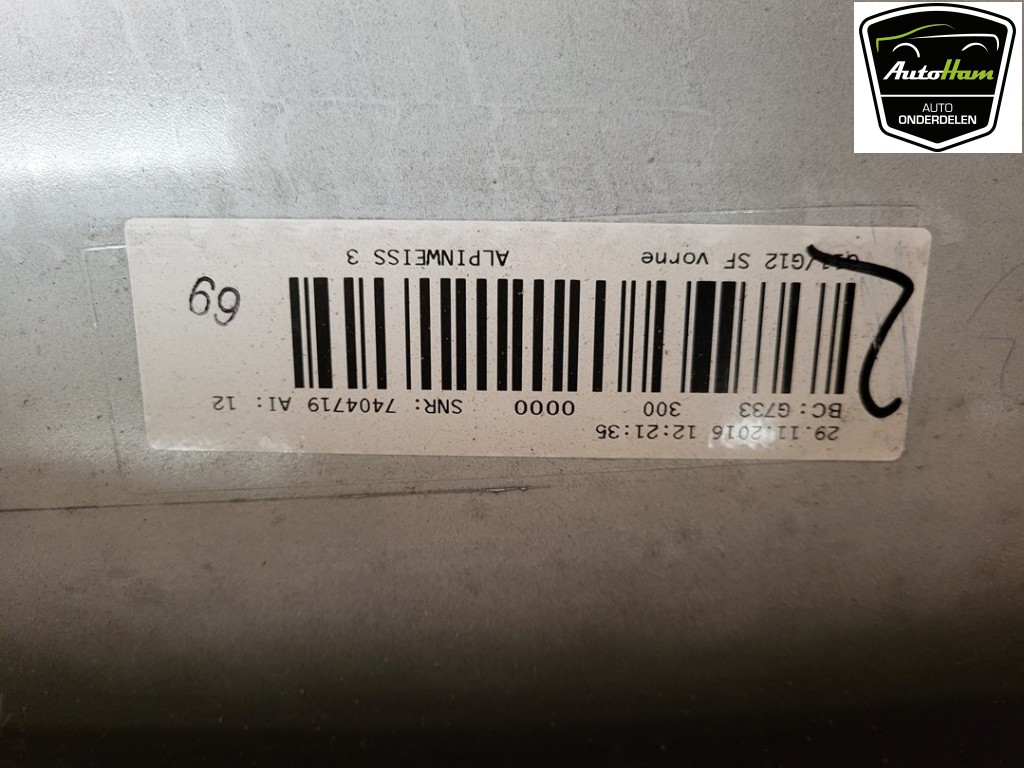 AutoHam
AUTO
ONDERDELEN
29.11.2016 12:21:35
BC: G733 300 0000 SNR: 7404719 AI: 12
G11/G12 SF vorne ALPINWEISS 3
69